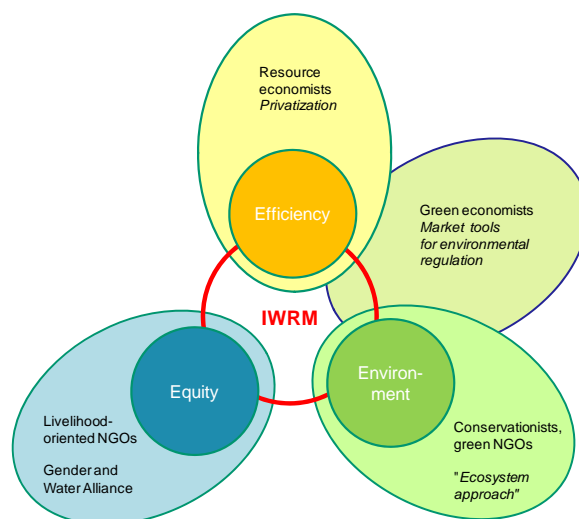 Resource
economists
Privatization
Efficiency
Green economists
Market tools
for environmental
regulation
IWRM
Equity
Environ-
ment
Livelihood-
oriented NGOs
Gender and
Water Alliance
Conservationists,
green NGOs
"Ecosystem
approach"